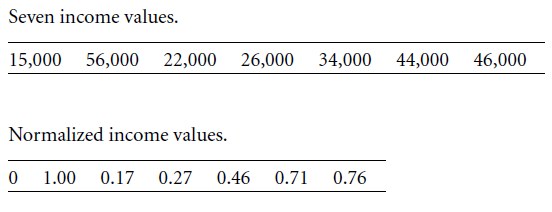 Seven income values.
15,000 56,000 22,000 26,000 34,000 44,000 46,000
Normalized income values.
0 1.00 0.17 0.27 0.46 0.71 0.76